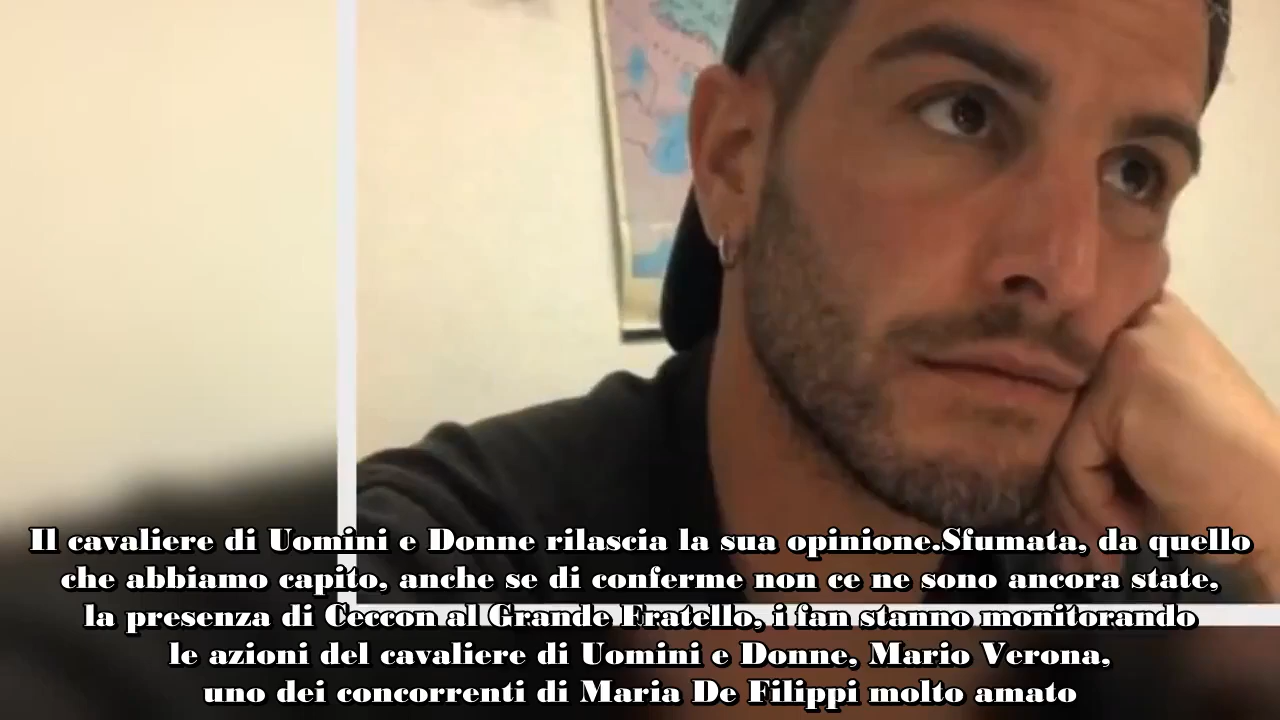 Il cavaliere di Uomini e Donne rilascia la sua opinione.Sfumata, da quello
che abbiamo capito, anche se di conferme non ce ne sono ancora state,
la presenza di Ceccon al Grande Fratello, i fan stanno monitorando
le azioni del cavaliere di Uomini e Donne, Mario Verona,
uno dei concorrenti di Maria De Filippi molto amato